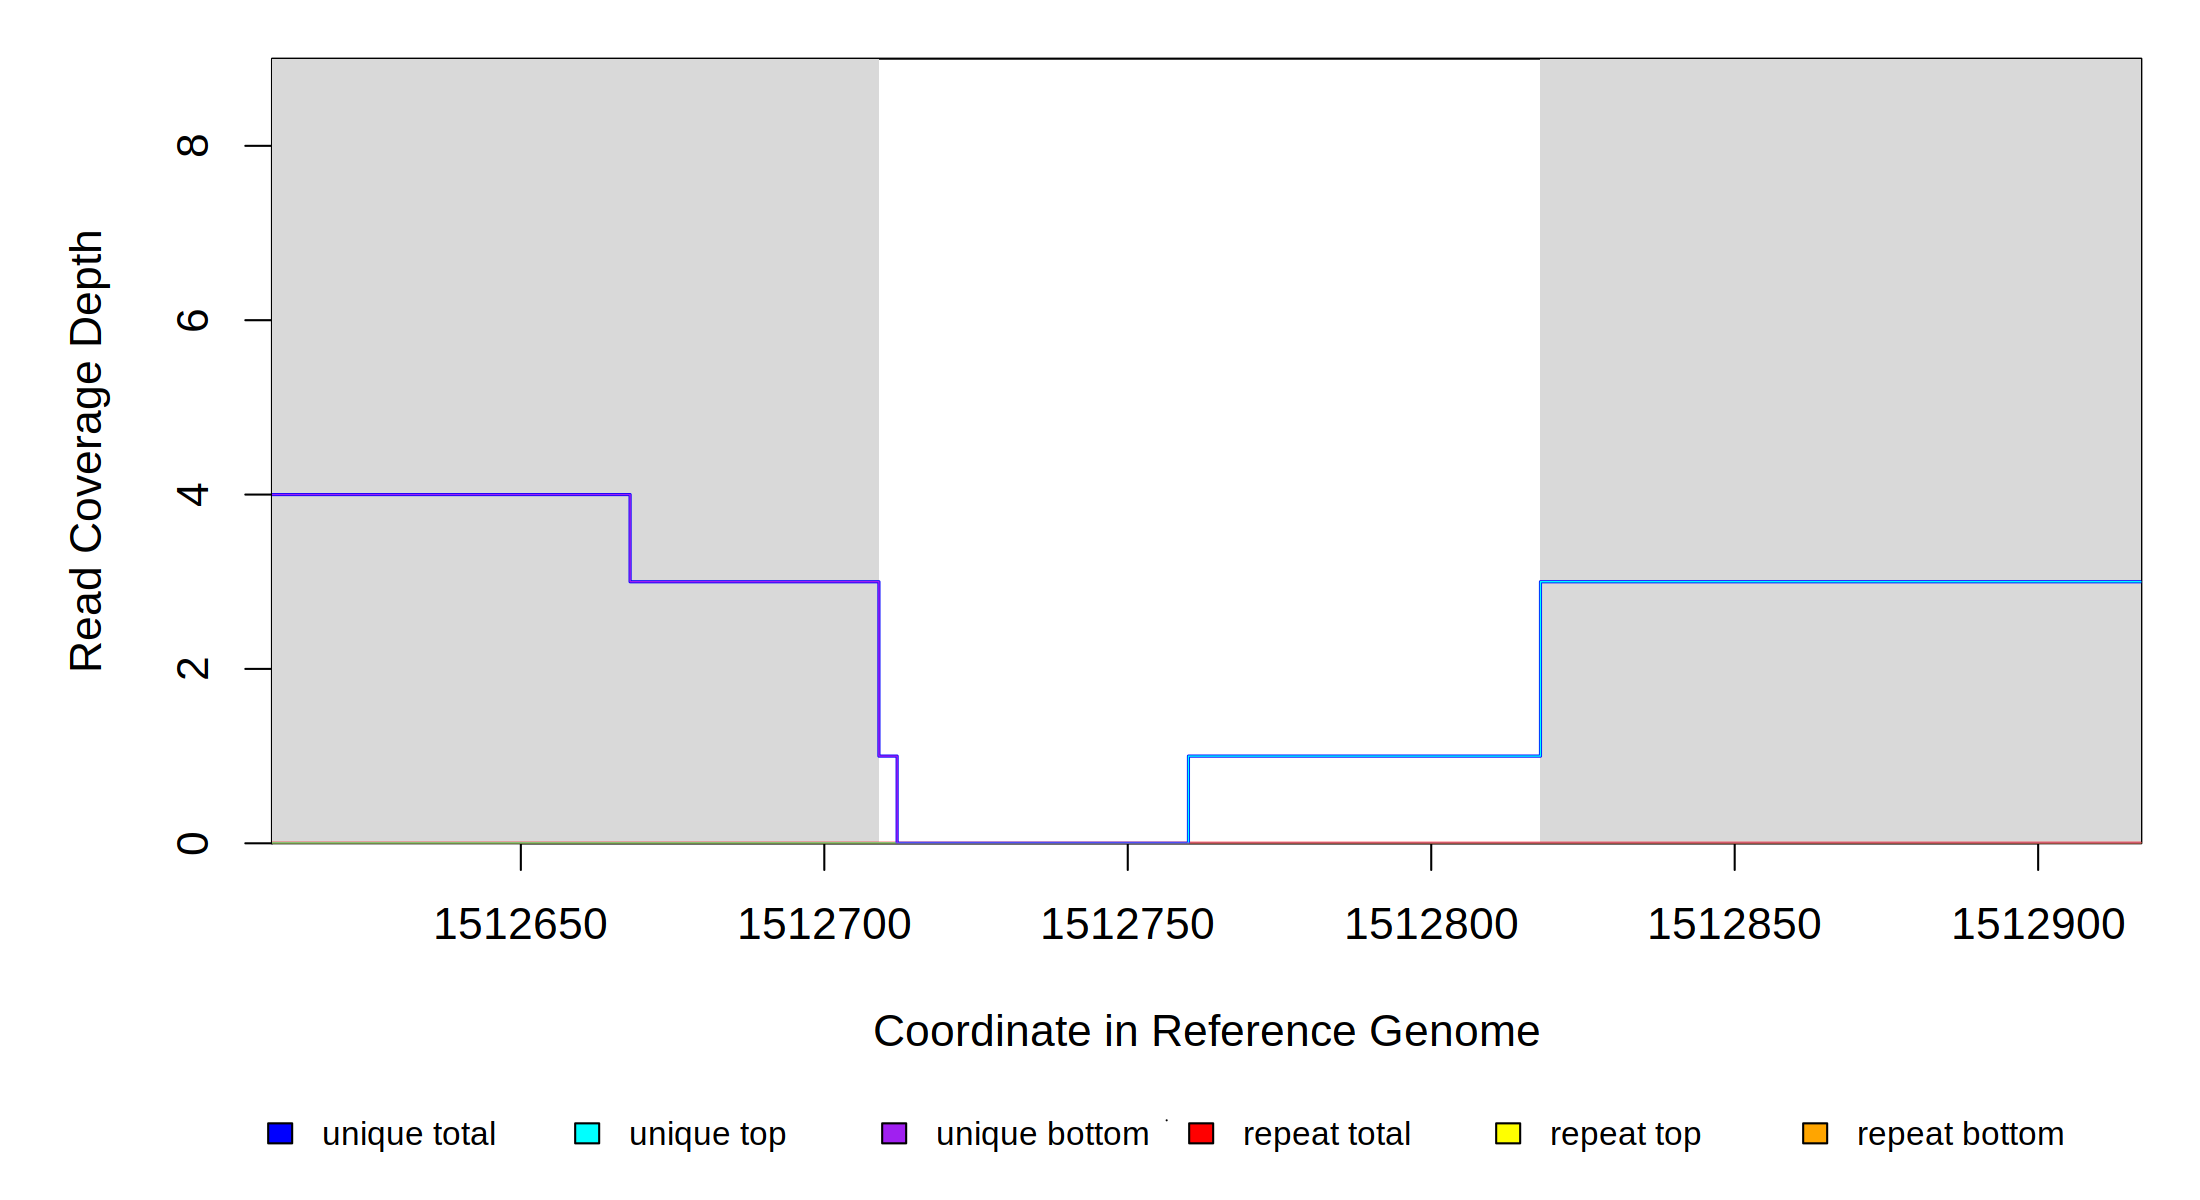 Read Coverage Depth
8
6
4
2
0
1512650 1512700 1512750 1512800 1512850 1512900
Coordinate in Reference Genome
unique total unique top unique bottom repeat total repeat top repeat bottom